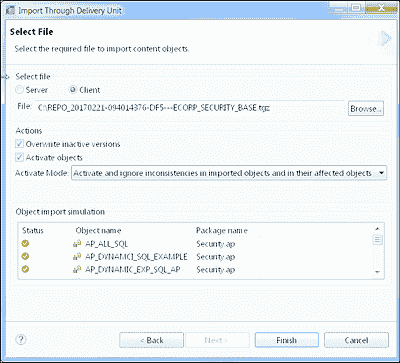 Import Through Delivery Unit
Select File
Select the required file to import content objects.
Select file
Server Client
File: C:\REPO_20170221-094014376-DF5---ECORP_SECURITY_BASE.tgz Browse...
Actions
Overwrite inactive versions
Activate objects
Activate Mode: Activate and ignore inconsistencies in imported objects and in their affected objects
Object import simulation
Status Object name Package name
AP_ALL_SQL Security.ap
AP_DYNAMCI_SQL_EXAMPLE Security.ap
AP_DYNAMIC_EXP_SQL_AP Security.ap
? < Back Next > Finish Cancel